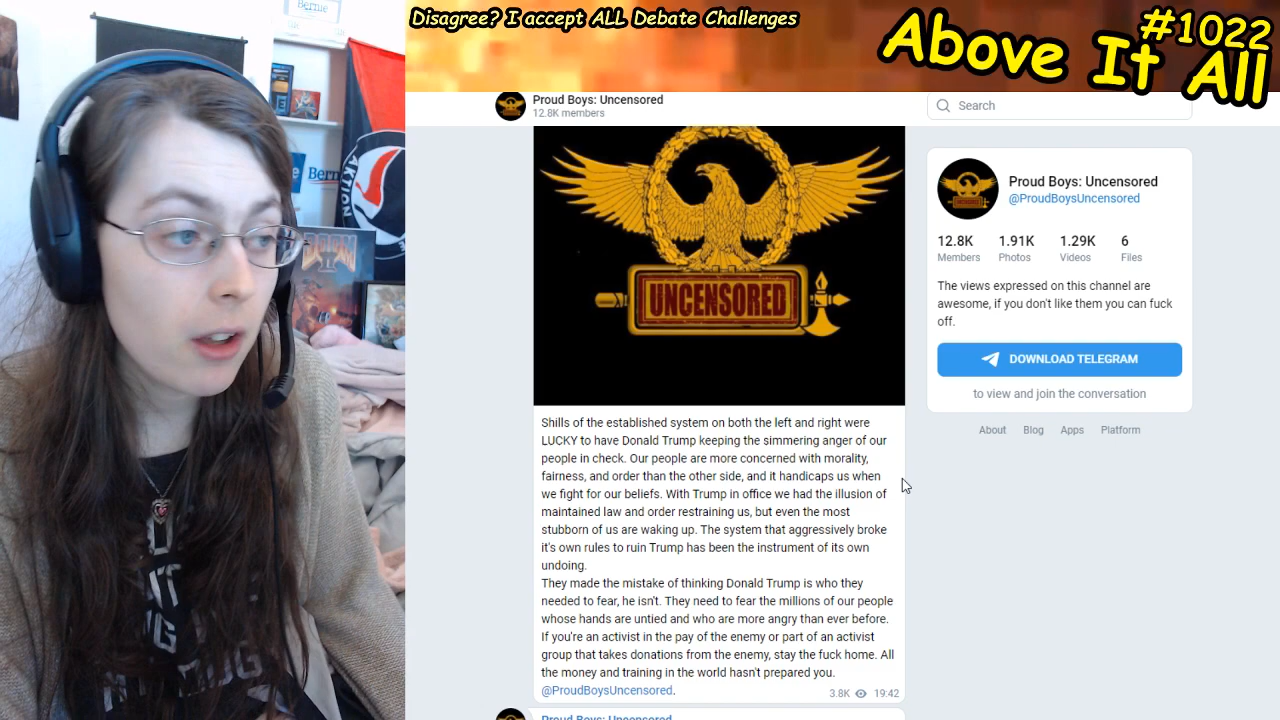 Disagree? I accept ALL Debate Challenges
#1022
Above It All
Bernie
Bern
AKTION
DOOM
Proud Boys: Uncensored
12.8K members
Search
UNCENSORED
Shills of the established system on both the left and right were
LUCKY to have Donald Trump keeping the simmering anger of our
people in check. Our people are more concerned with morality,
fairness, and order than the other side, and it handicaps us when
we fight for our beliefs. With Trump in office we had the illusion of
maintained law and order restraining us, but even the most
stubborn of us are waking up. The system that aggressively broke
it's own rules to ruin Trump has been the instrument of its own
undoing.
They made the mistake of thinking Donald Trump is who they
needed to fear, he isn't. They need to fear the millions of our people
whose hands are untied and who are more angry than ever before.
If you're an activist in the pay of the enemy or part of an activist
group that takes donations from the enemy, stay the fuck home. All
the money and training in the world hasn't prepared you.
@ProudBoysUncensored.
3.8K 19:42
Proud Boys: Uncensored
Proud Boys: Uncensored
@ProudBoysUncensored
12.8K 1.91K 1.29K 6
Members Photos Videos Files
The views expressed on this channel are
awesome, if you don't like them you can fuck
off.
DOWNLOAD TELEGRAM
to view and join the conversation
About Blog Apps Platform